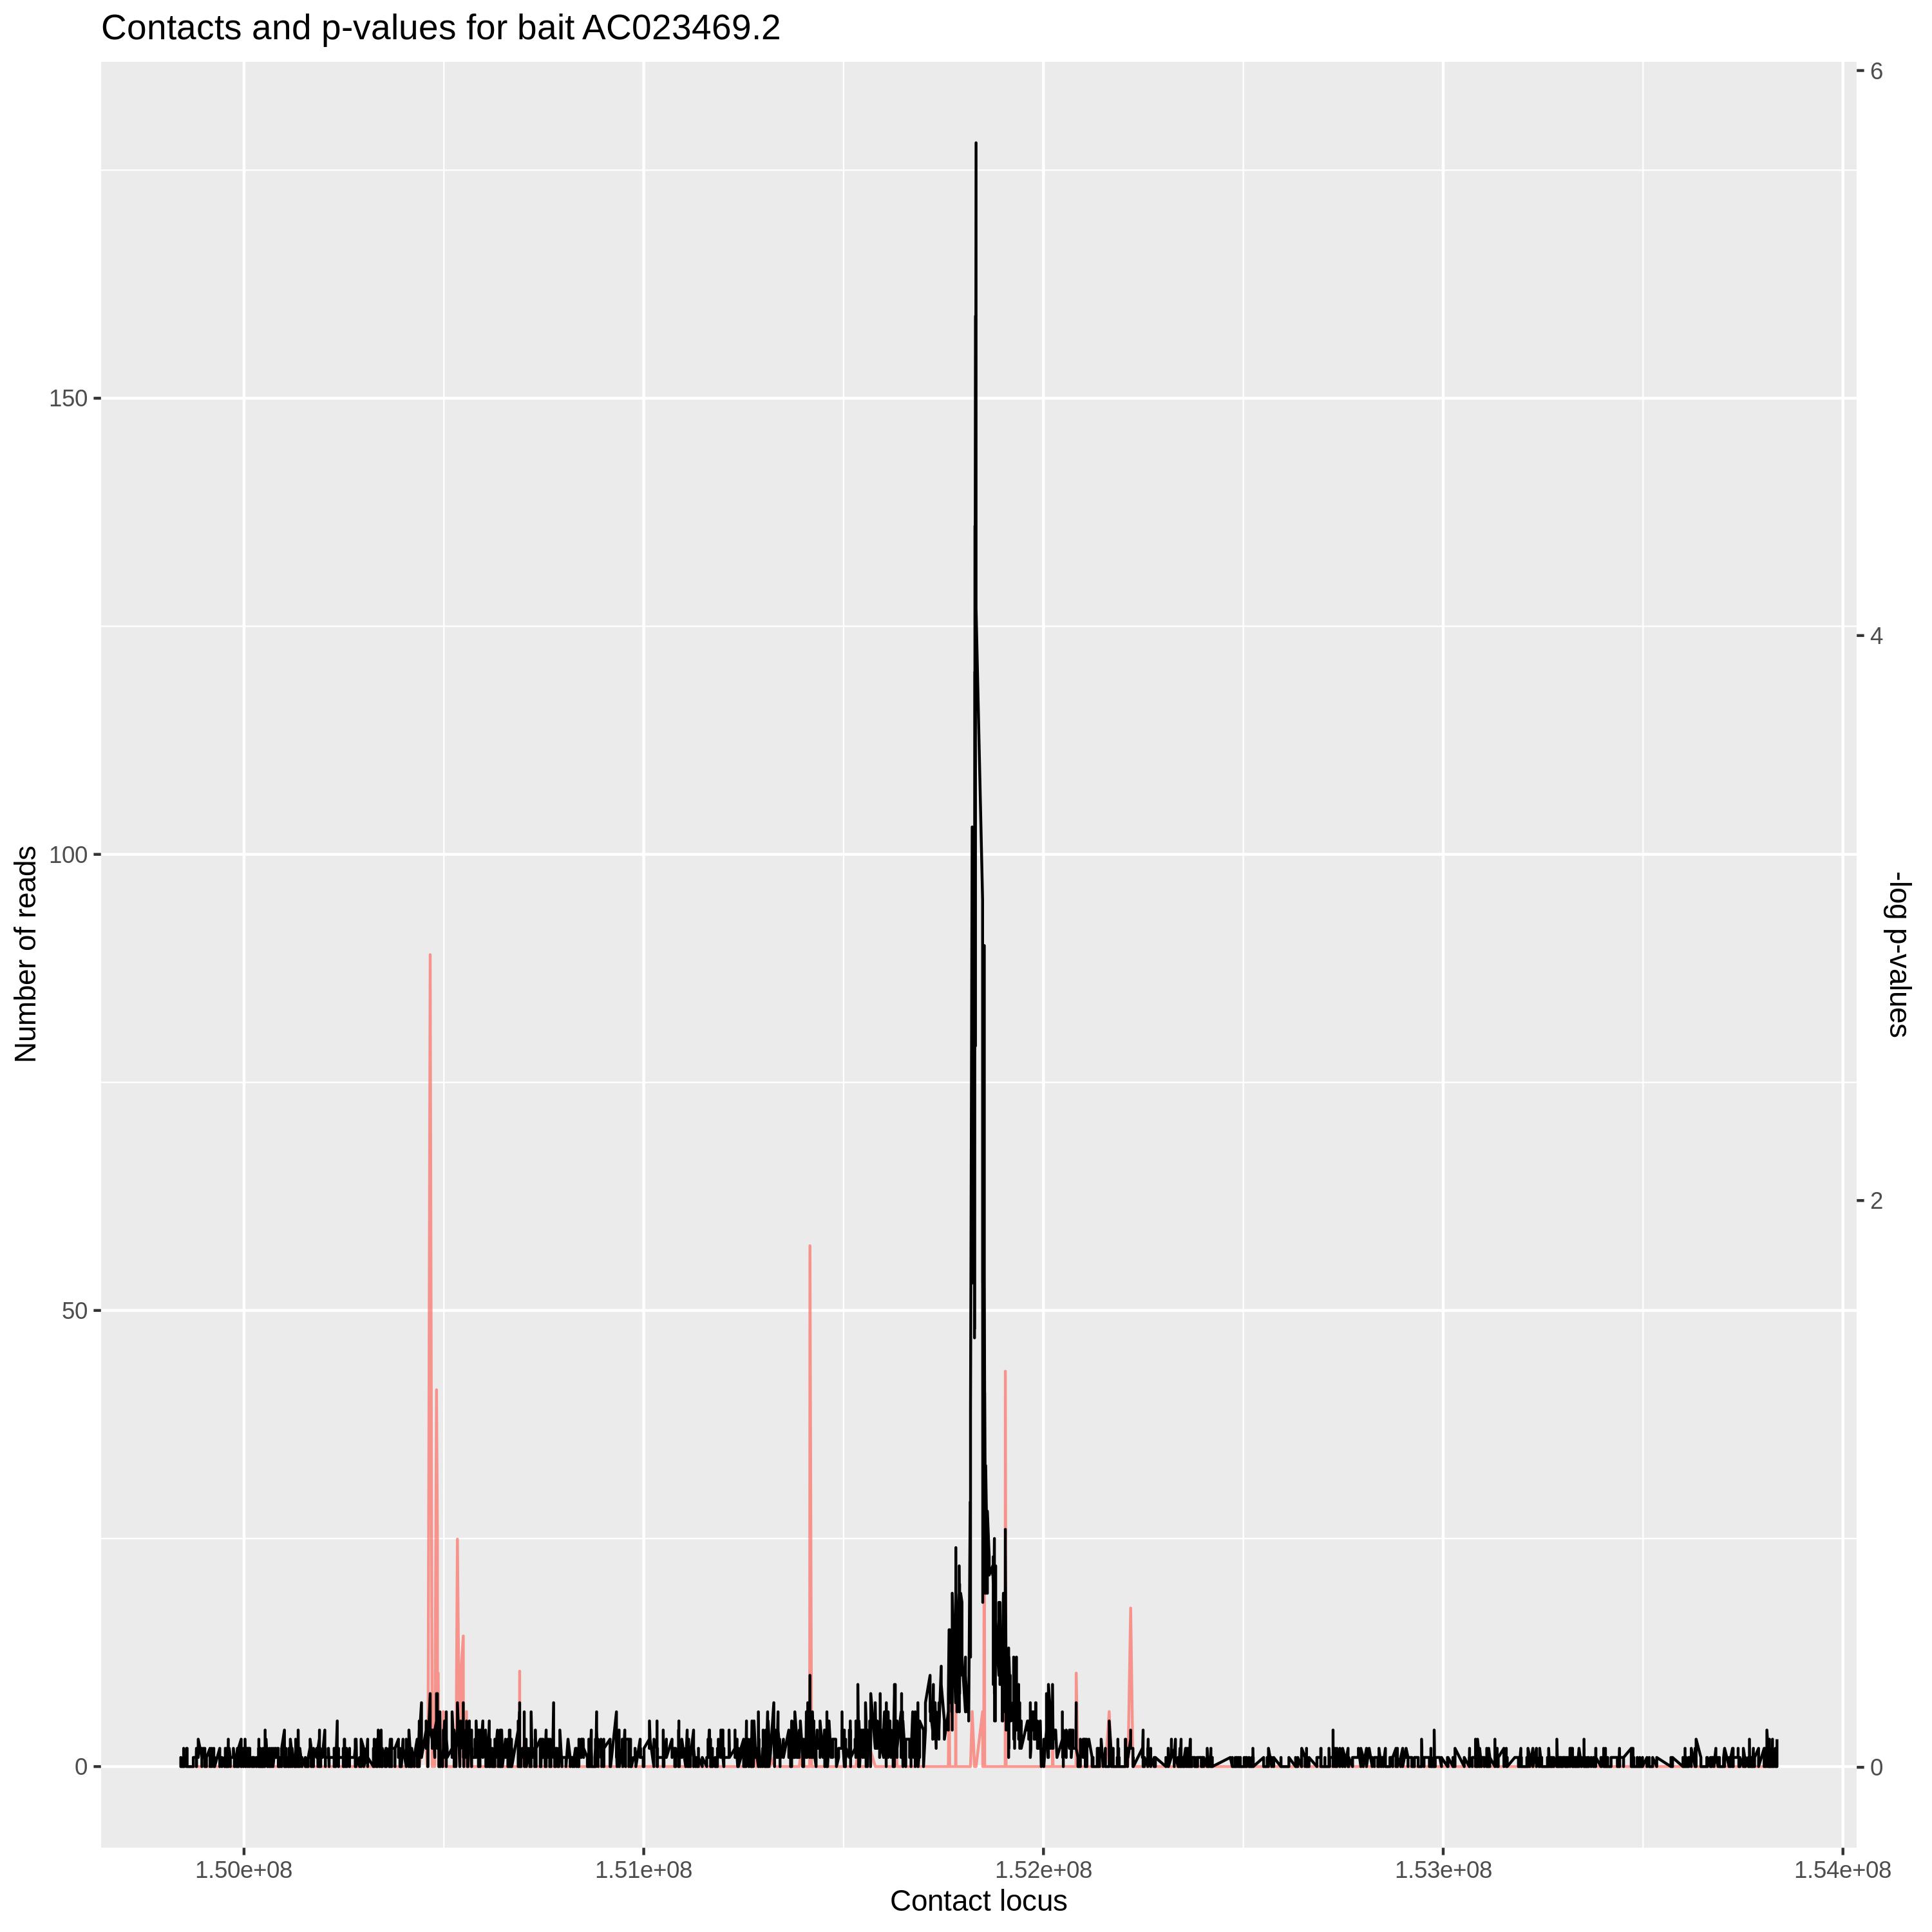 Contacts and p-values for bait AC023469.2
6
150
4
100
Number of reads
-log p-values
2
50
0
0
1.50e+08
1.51e+08
1.52e+08
1.53e+08
1.54e+08
Contact locus